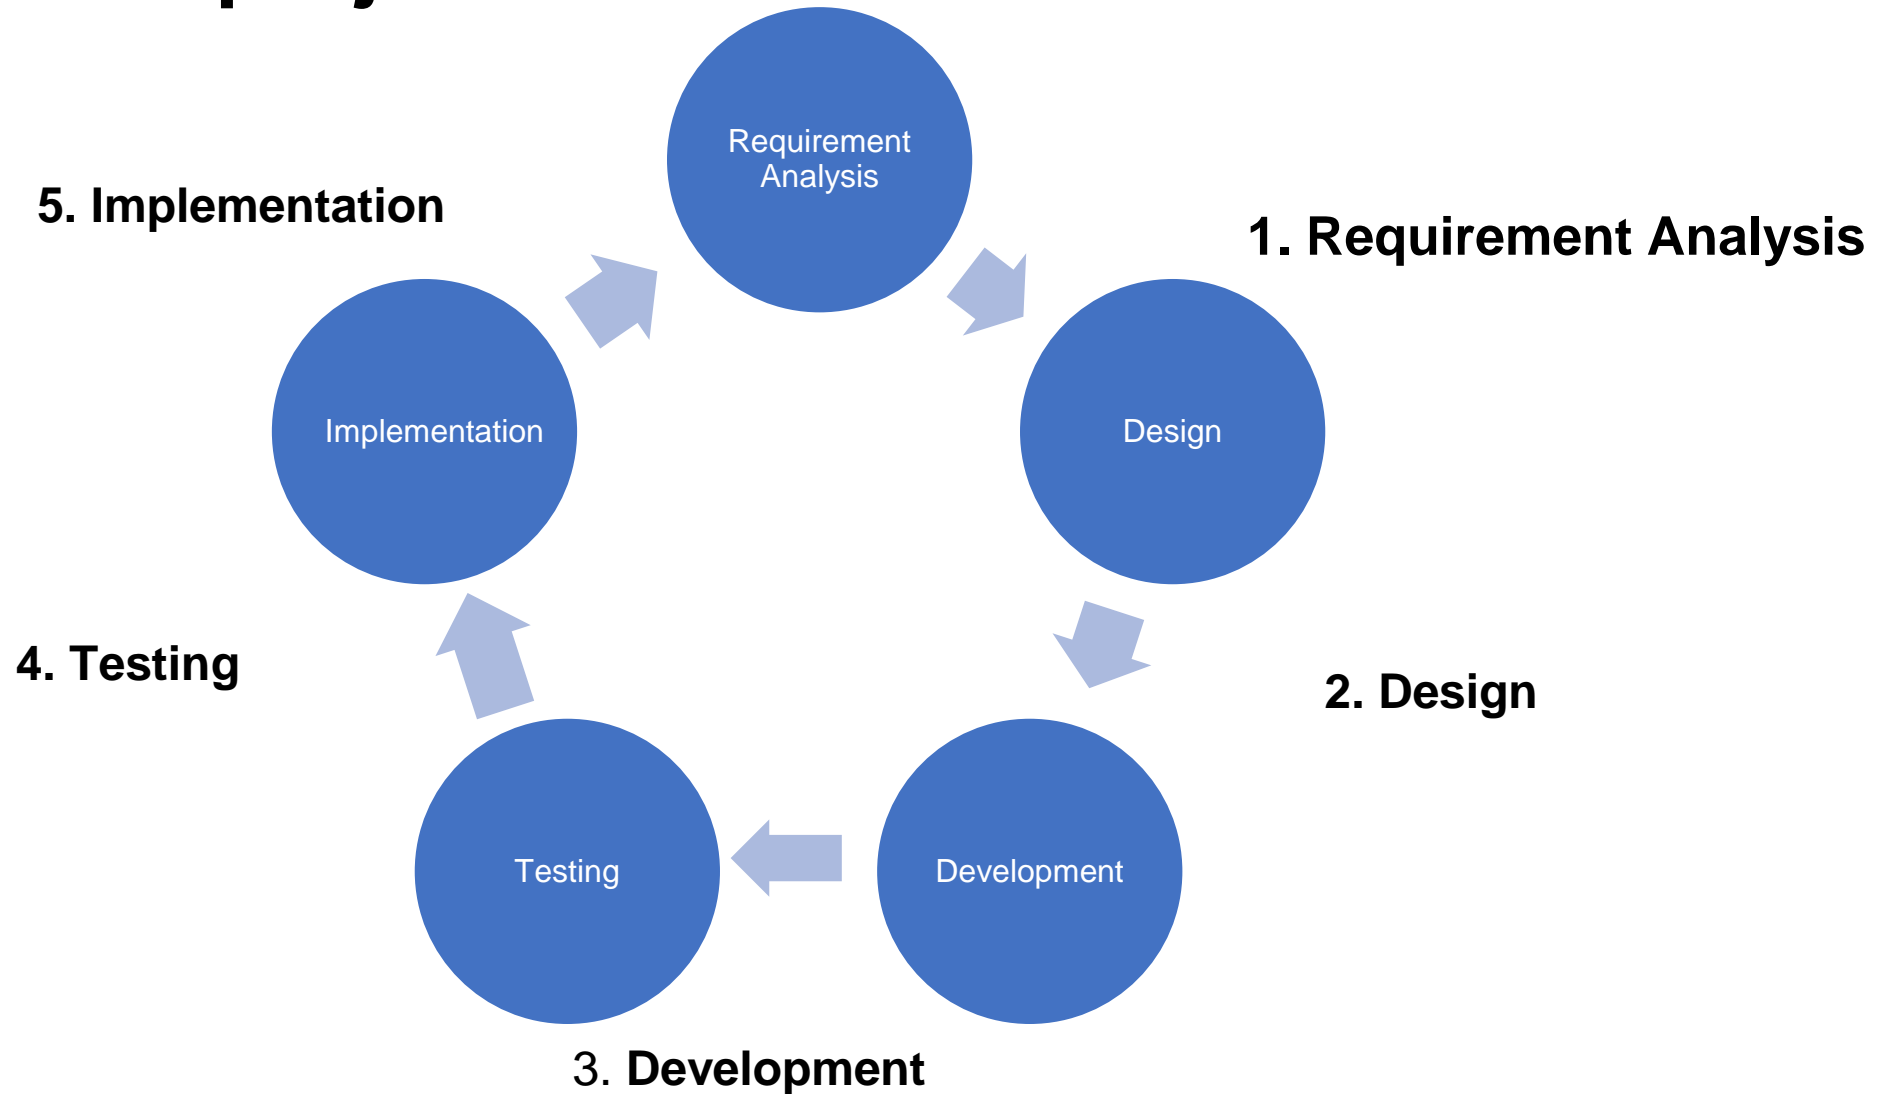 Requirement
Analysis
5. Implementation
1. Requirement Analysis
Implementation
Design
4. Testing
2. Design
Testing
Development
3. Development